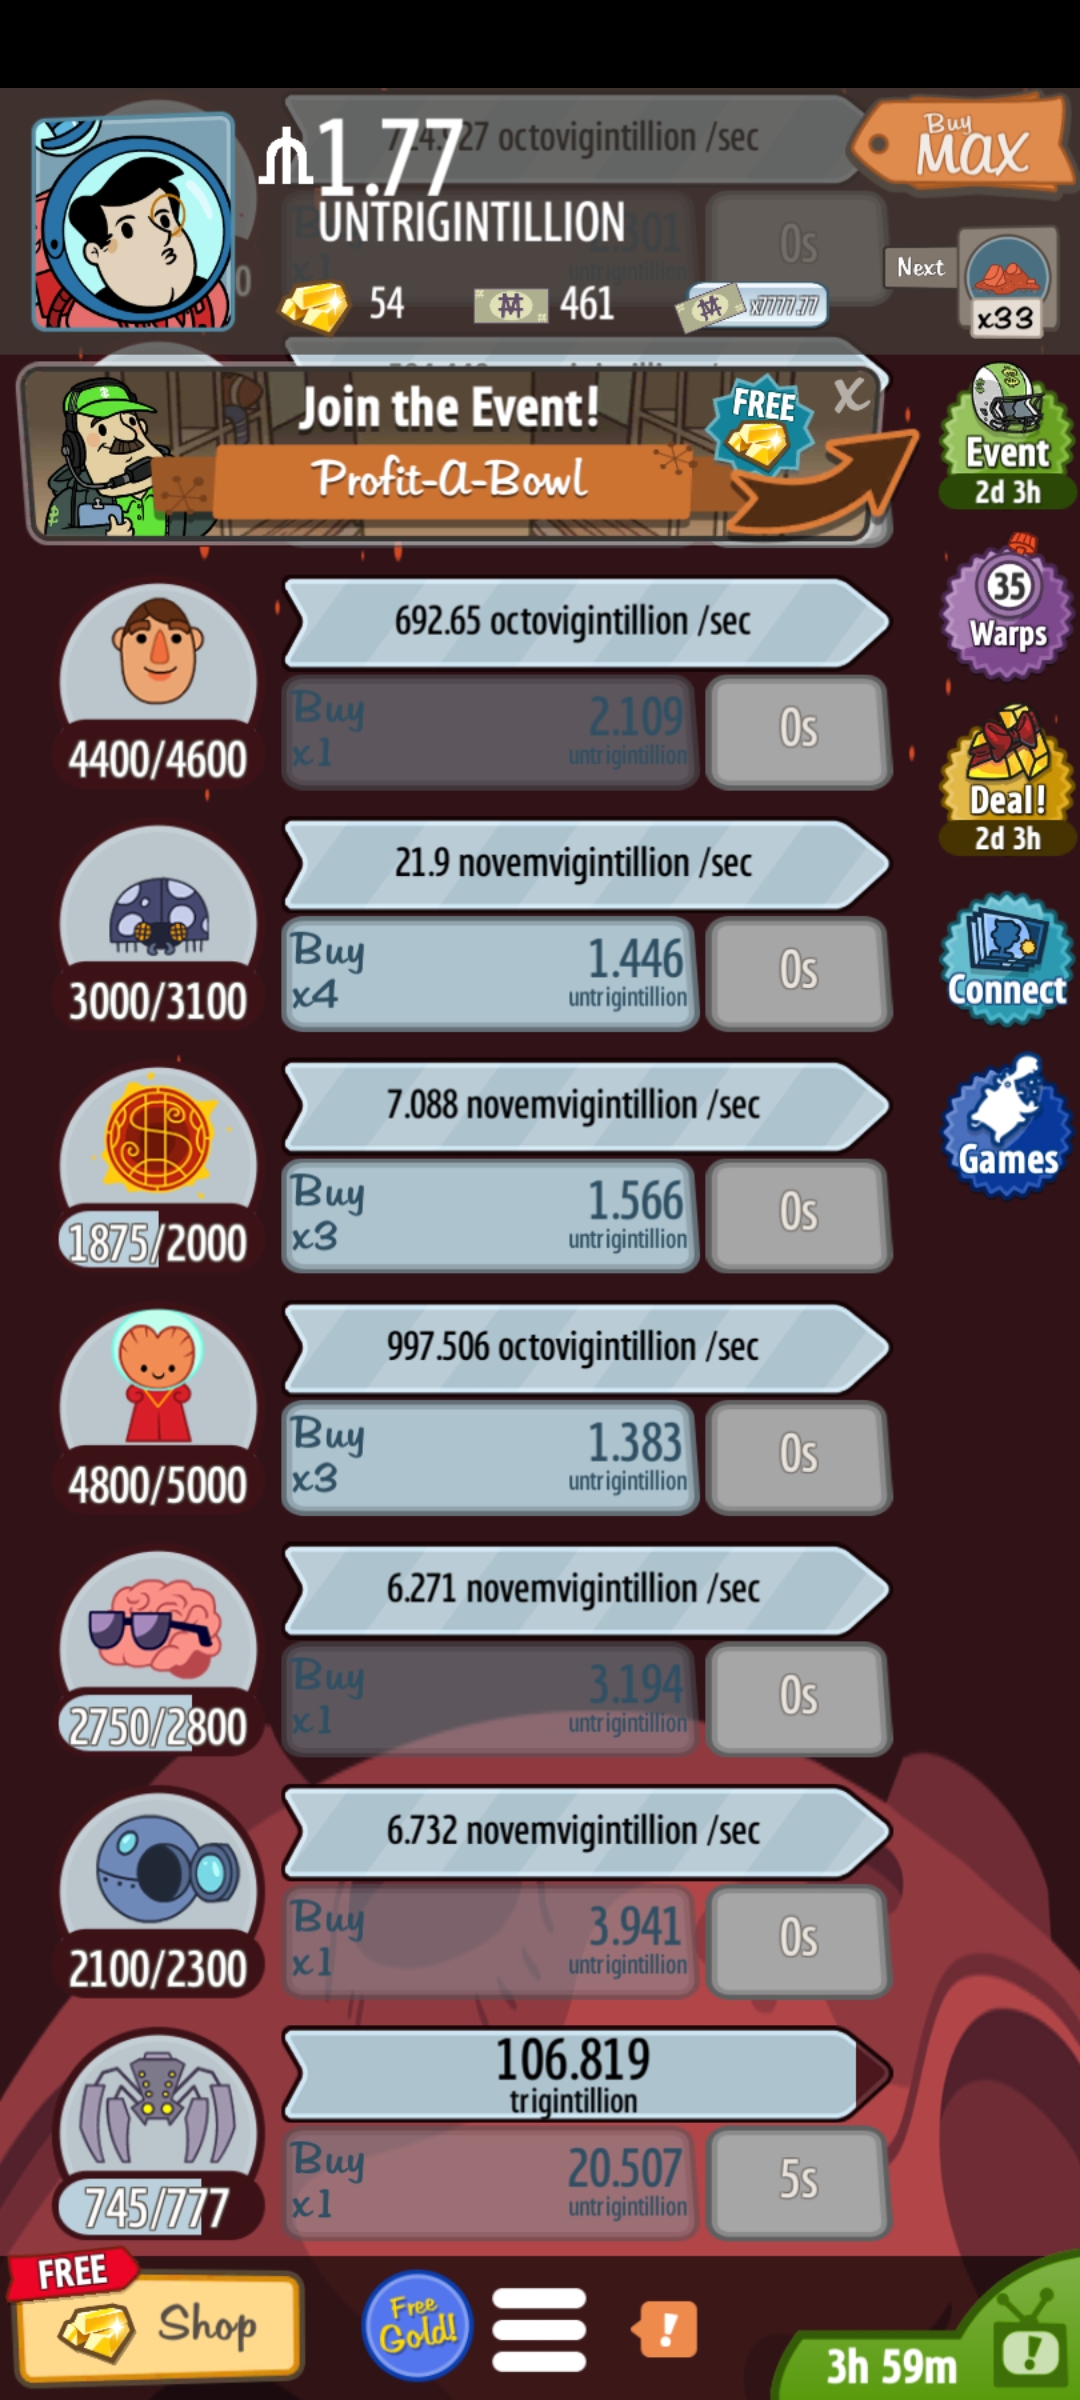 octovigintillion /sec
Buy
MAX
₼1.77
UNTRIGINTILLION
0s
untrigintillion
54
461
x7777.77
Next
x33
Join the Event!
Profit-A-Bowl
FREE
X
Event
2d 3h
35
Warps
Deal!
2d 3h
Connect
Games
692.65 octovigintillion /sec
4400/4600
Buy
x1
2.109
untrigintillion
0s
21.9 novemvigintillion /sec
3000/3100
Buy
x4
1.446
untrigintillion
0s
7.088 novemvigintillion /sec
1875/2000
Buy
x3
1.566
untrigintillion
0s
997.506 octovigintillion /sec
4800/5000
Buy
x3
1.383
untrigintillion
0s
6.271 novemvigintillion /sec
2750/2800
Buy
x1
3.194
untrigintillion
0s
6.732 novemvigintillion /sec
2100/2300
Buy
x1
3.941
untrigintillion
0s
106.819
trigintillion
745/777
Buy
x1
20.507
untrigintillion
5s
FREE
Shop
Free
Gold!
!
3h 59m
!